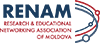 RENAM
RESEARCH & EDUCATIONAL
NETWORKING ASSOCIATION
OF MOLDOVA